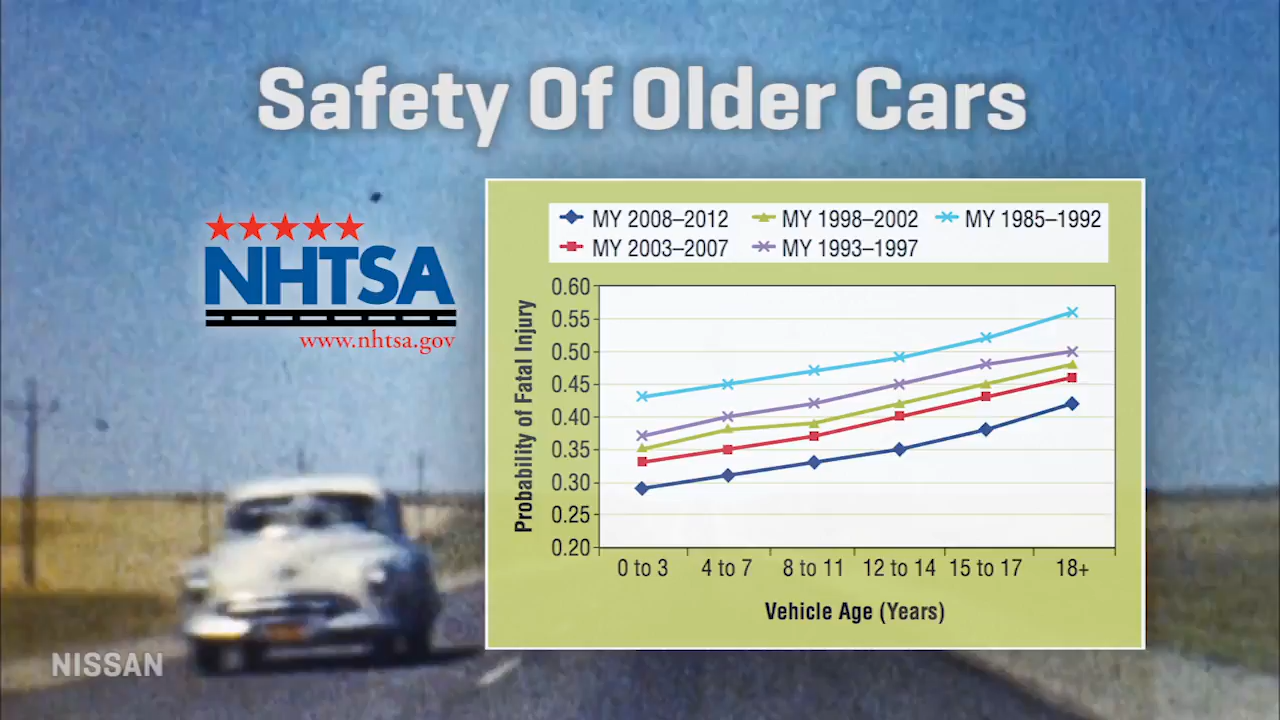 Safety Of Older Cars
NHTSA
www.nhtsa.gov
MY 2008–2012 MY 1998–2002 MY 1985–1992
MY 2003–2007 MY 1993–1997
Probability of Fatal Injury
0.60
0.55
0.50
0.45
0.40
0.35
0.30
0.25
0.20
0 to 3 4 to 7 8 to 11 12 to 14 15 to 17 18+
Vehicle Age (Years)
NISSAN